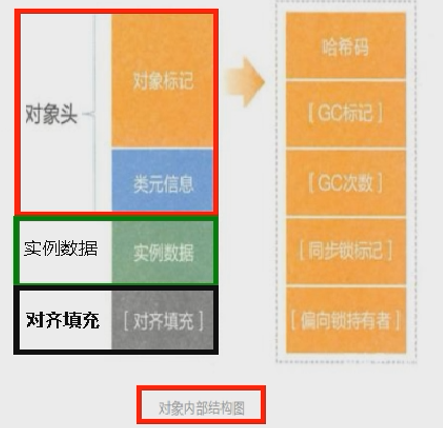 对象头
对象标记
类元信息
实例数据
实例数据
对齐填充
[ 对齐填充 ]
哈希码
[ GC标记 ]
[ GC次数 ]
[ 同步锁标记 ]
[ 偏向锁持有者 ]
对象内部结构图